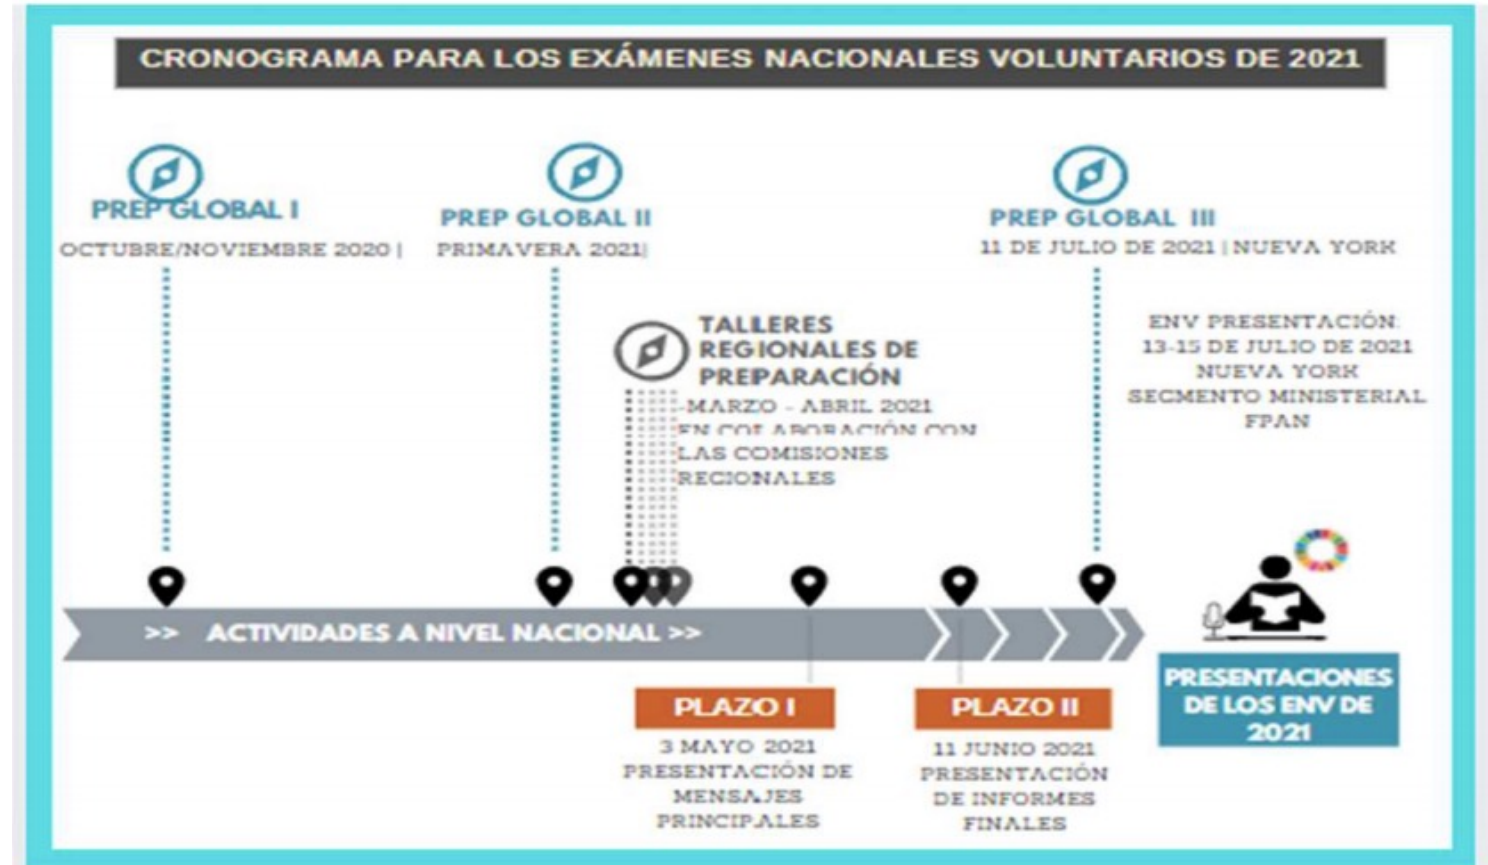 CRONOGRAMA PARA LOS EXÁMENES NACIONALES VOLUNTARIOS DE 2021
PREP GLOBAL I
OCTUBRE/NOVIEMBRE 2020 |
PREP GLOBAL II
PRIMAVERA 2021|
PREP GLOBAL III
11 DE JULIO DE 2021 | NUEVA YORK
TALLERES
REGIONALES DE
PREPARACIÓN
-MARZO - ABRIL 2021
EN COLABORACIÓN CON
LAS COMISIONES
REGIONALES
ENV PRESENTACIÓN:
13-15 DE JULIO DE 2021
NUEVA YORK
SEGMENTO MINISTERIAL
FPAN
>> ACTIVIDADES A NIVEL NACIONAL >>
PLAZO I
3 MAYO 2021
PRESENTACIÓN DE
MENSAJES
PRINCIPALES
PLAZO II
11 JUNIO 2021
PRESENTACIÓN
DE INFORMES
FINALES
PRESENTACIONES
DE LOS ENV DE
2021